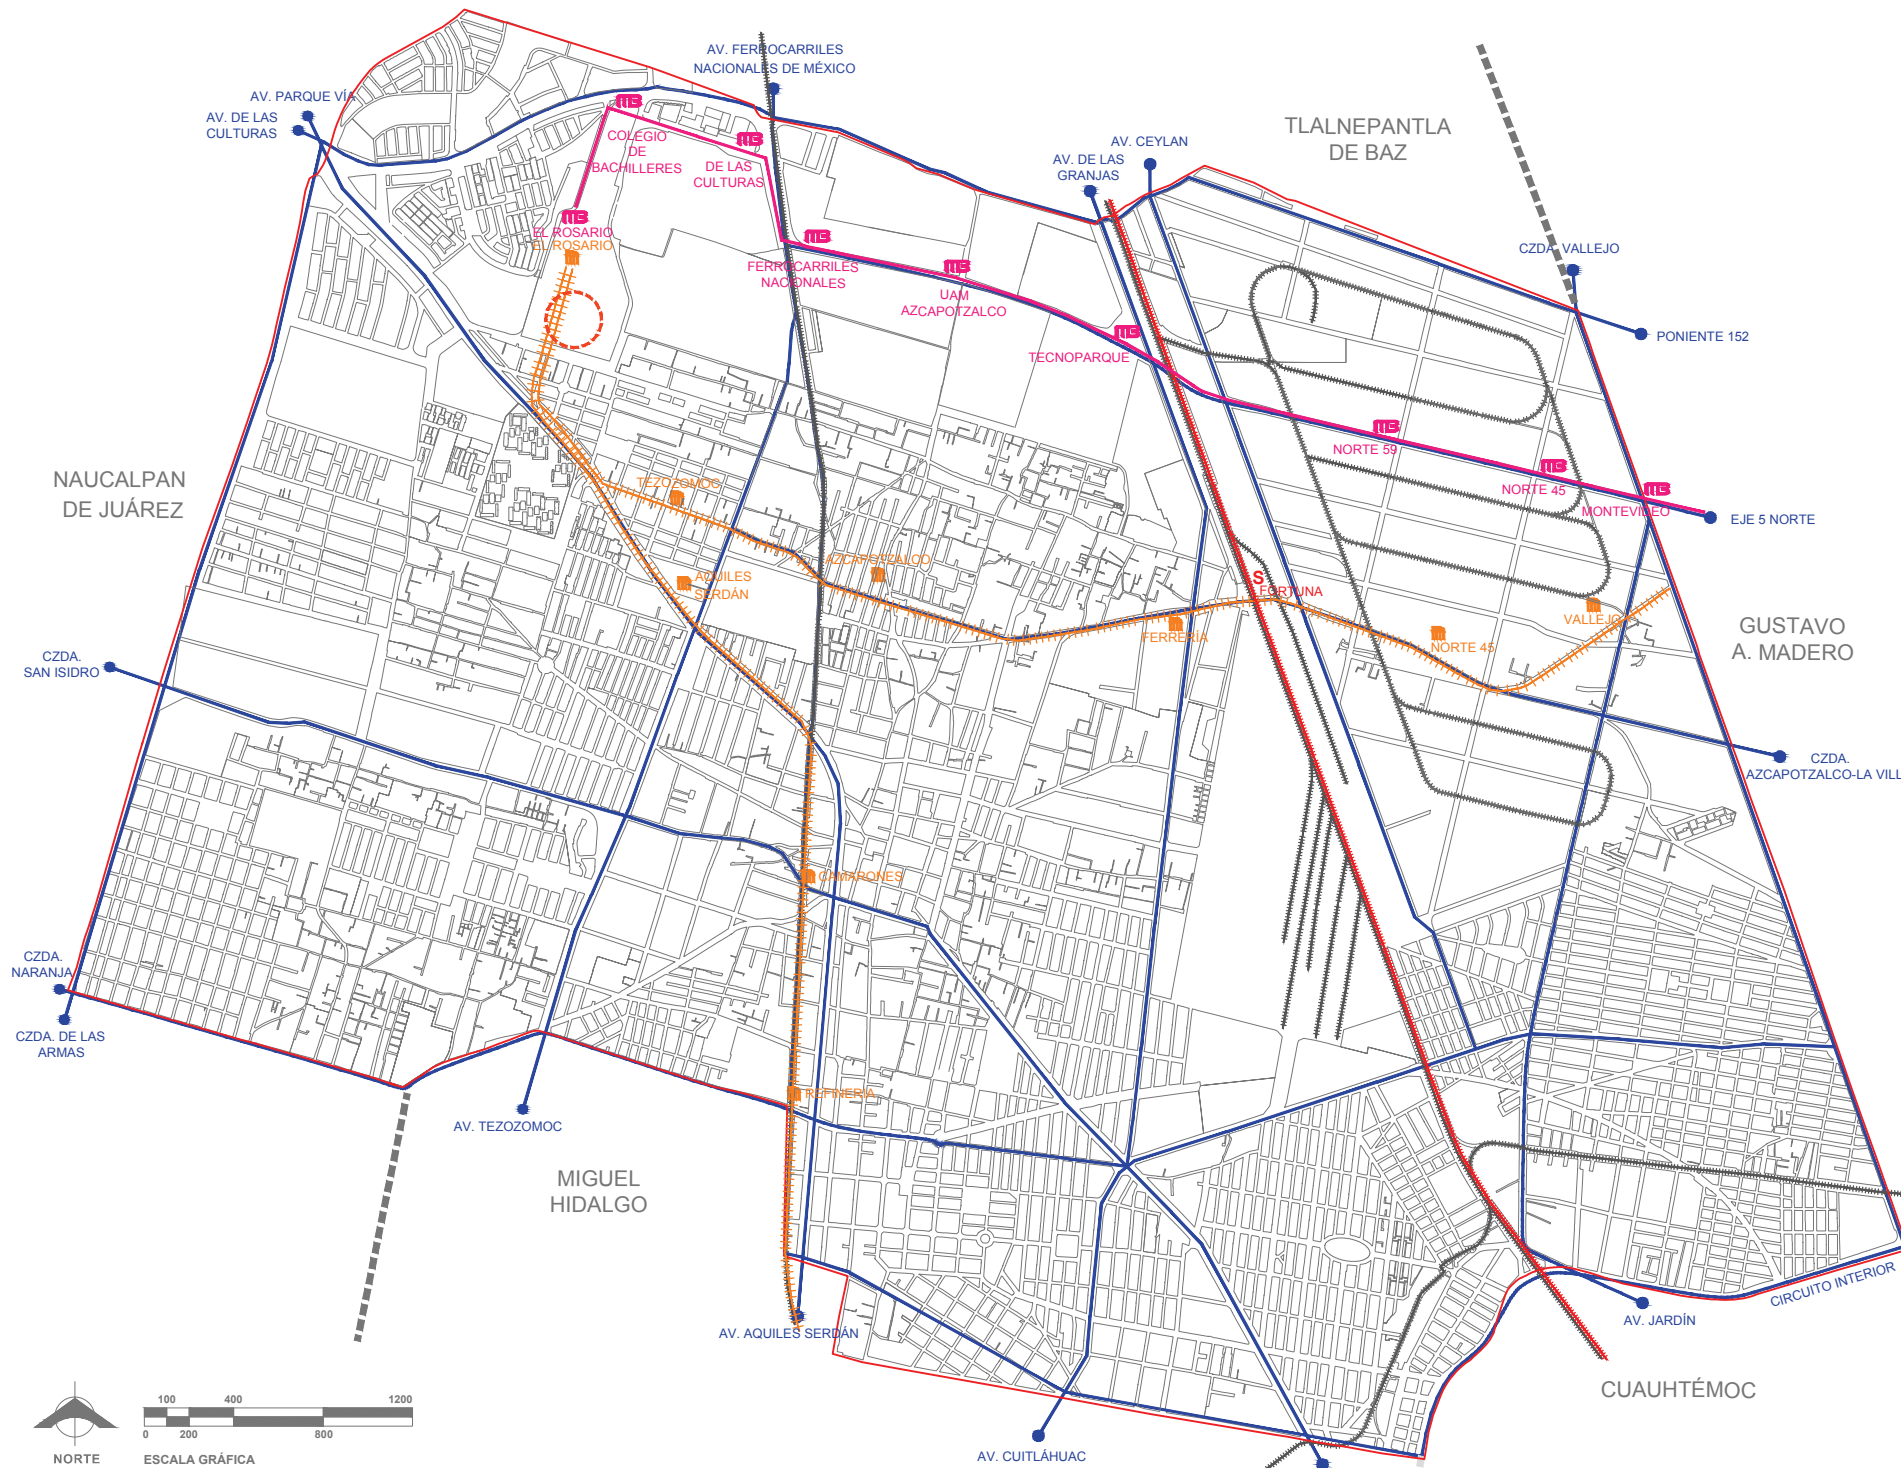 AV. FERROCARRILES
NACIONALES DE MÉXICO
AV. PARQUE VÍA
AV. DE LAS
CULTURAS
COLEGIO
DE
BACHILLERES
DE LAS
CULTURAS
EL ROSARIO
EL ROSARIO
FERROCARRILES
NACIONALES
UAM
AZCAPOTZALCO
TECNOPARQUE
AV. DE LAS
GRANJAS
AV. CEYLAN
TLALNEPANTLA
DE BAZ
CZDA. VALLEJO
PONIENTE 152
NORTE 59
NORTE 45
MONTEVIDEO
EJE 5 NORTE
NAUCALPAN
DE JUÁREZ
TEZOZOMOC
AZCAPOTZALCO
AQUILES
SERDÁN
S
FORTUNA
FERRERÍA
NORTE 45
VALLEJO
GUSTAVO
A. MADERO
CZDA.
SAN ISIDRO
CZDA.
AZCAPOTZALCO-LA VILL
CAMARONES
CZDA.
NARANJA
CZDA. DE LAS
ARMAS
REFINERIA
AV. TEZOZOMOC
MIGUEL
HIDALGO
AV. AQUILES SERDÁN
CIRCUITO INTERIOR
AV. JARDÍN
CUAUHTÉMOC
AV. CUITLÁHUAC
NORTE
100 400 1200
0 200 800
ESCALA GRÁFICA